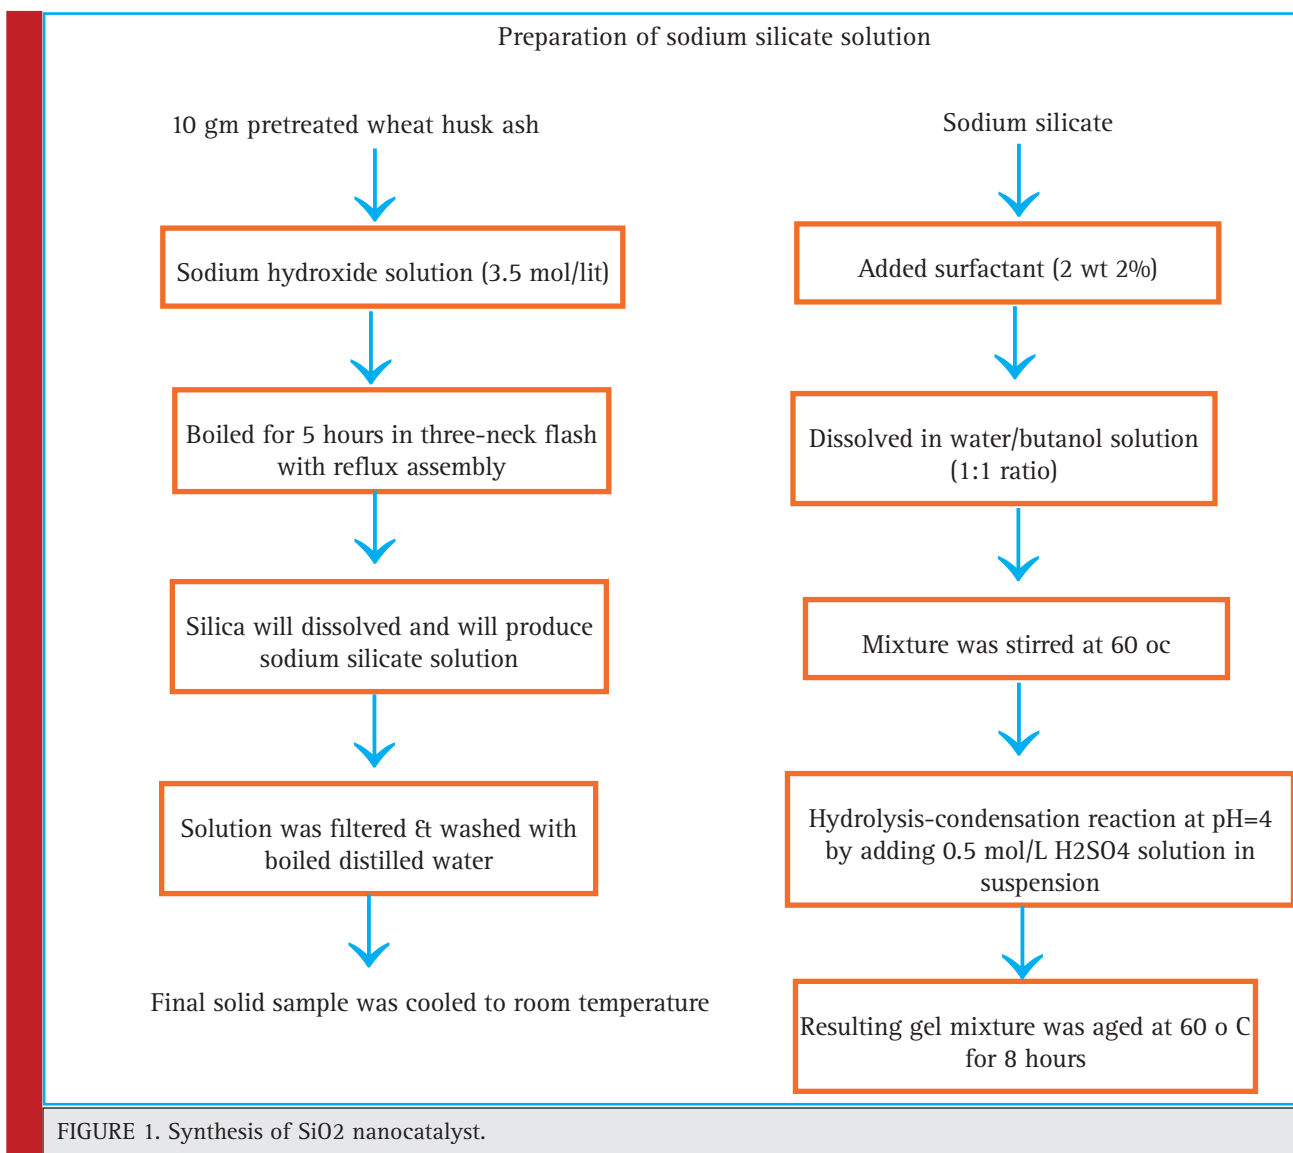 Preparation of sodium silicate solution
10 gm pretreated wheat husk ash
Sodium hydroxide solution (3.5 mol/lit)
Boiled for 5 hours in three-neck flash
with reflux assembly
Silica will dissolved and will produce
sodium silicate solution
Solution was filtered & washed with
boiled distilled water
Final solid sample was cooled to room temperature
Sodium silicate
Added surfactant (2 wt 2%)
Dissolved in water/butanol solution
(1:1 ratio)
Mixture was stirred at 60 oc
Hydrolysis-condensation reaction at pH=4
by adding 0.5 mol/L H2SO4 solution in
suspension
Resulting gel mixture was aged at 60 o C
for 8 hours
FIGURE 1. Synthesis of SiO2 nanocatalyst.